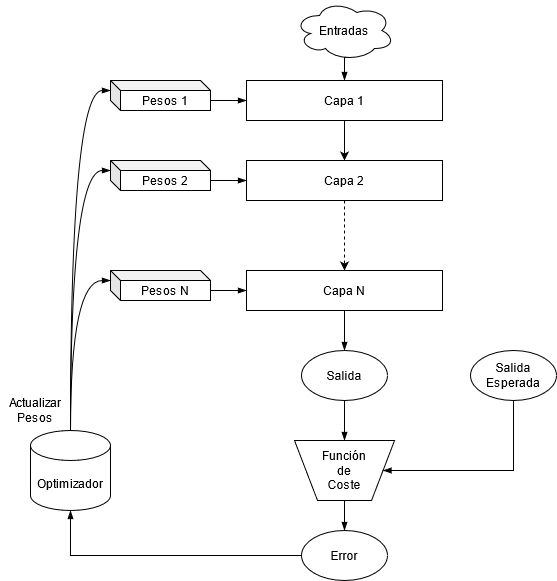 Entradas
Pesos 1
Capa 1
Pesos 2
Capa 2
Pesos N
Capa N
Salida
Salida
Esperada
Actualizar
Pesos
Función
de
Coste
Optimizador
Error